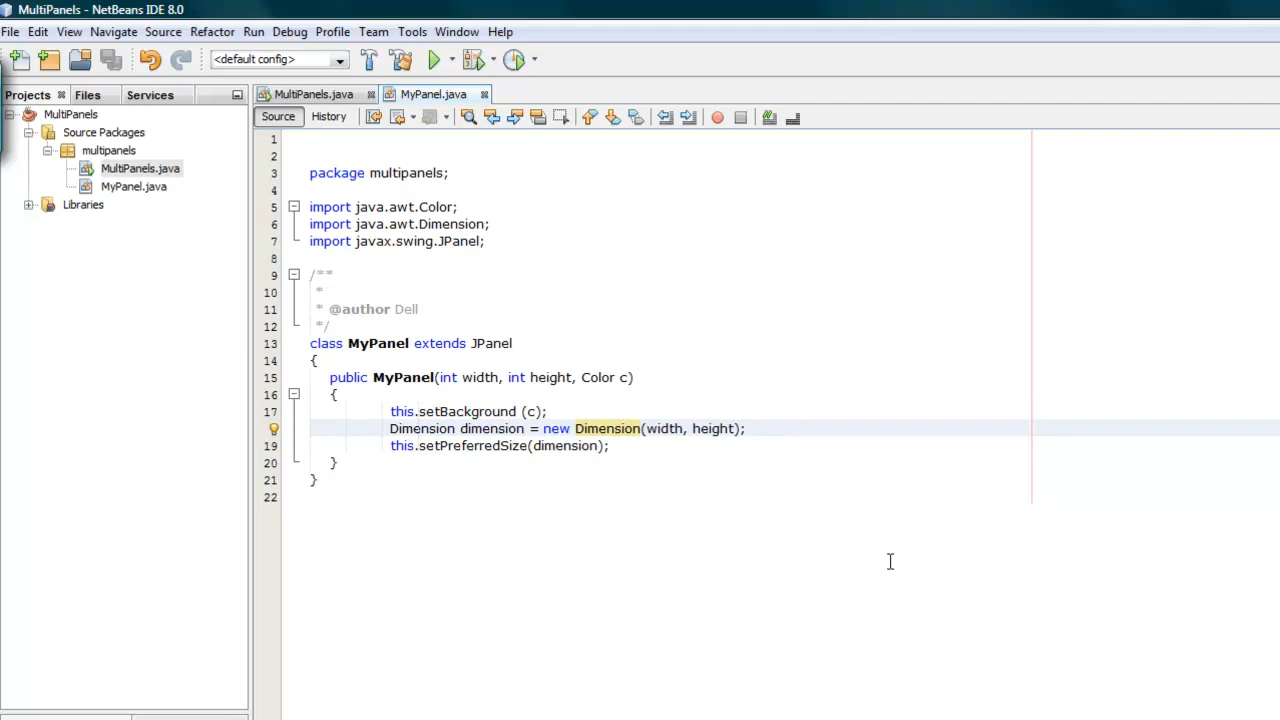 MultiPanels - NetBeans IDE 8.0
File Edit View Navigate Source Refactor Run Debug Profile Team Tools Window Help
<default config>
Projects Files Services
MultiPanels.java MyPanel.java
Source History
MultiPanels
Source Packages
multipanels
MultiPanels.java
MyPanel.java
Libraries
1
2
3 package multipanels;
4
5 import java.awt.Color;
6 import java.awt.Dimension;
7 import javax.swing.JPanel;
8
9 /**
10 *
11 * @author Dell
12 */
13 class MyPanel extends JPanel
14 {
15 public MyPanel(int width, int height, Color c)
16 {
17 this.setBackground (c);
Dimension dimension = new Dimension(width, height);
19 this.setPreferredSize(dimension);
20 }
21 }
22